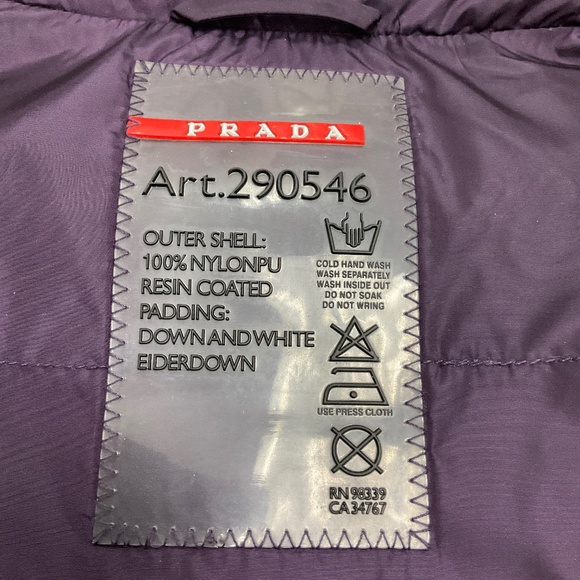 PRADA
Art.290546
OUTER SHELL:
100% NYLONPU
RESIN COATED
PADDING:
DOWN AND WHITE
EIDERDOWN
COLD HAND WASH
WASH SEPARATELY
WASH INSIDE OUT
DO NOT SOAK
DO NOT WRING
USE PRESS CLOTH
RN 98339
CA 34767